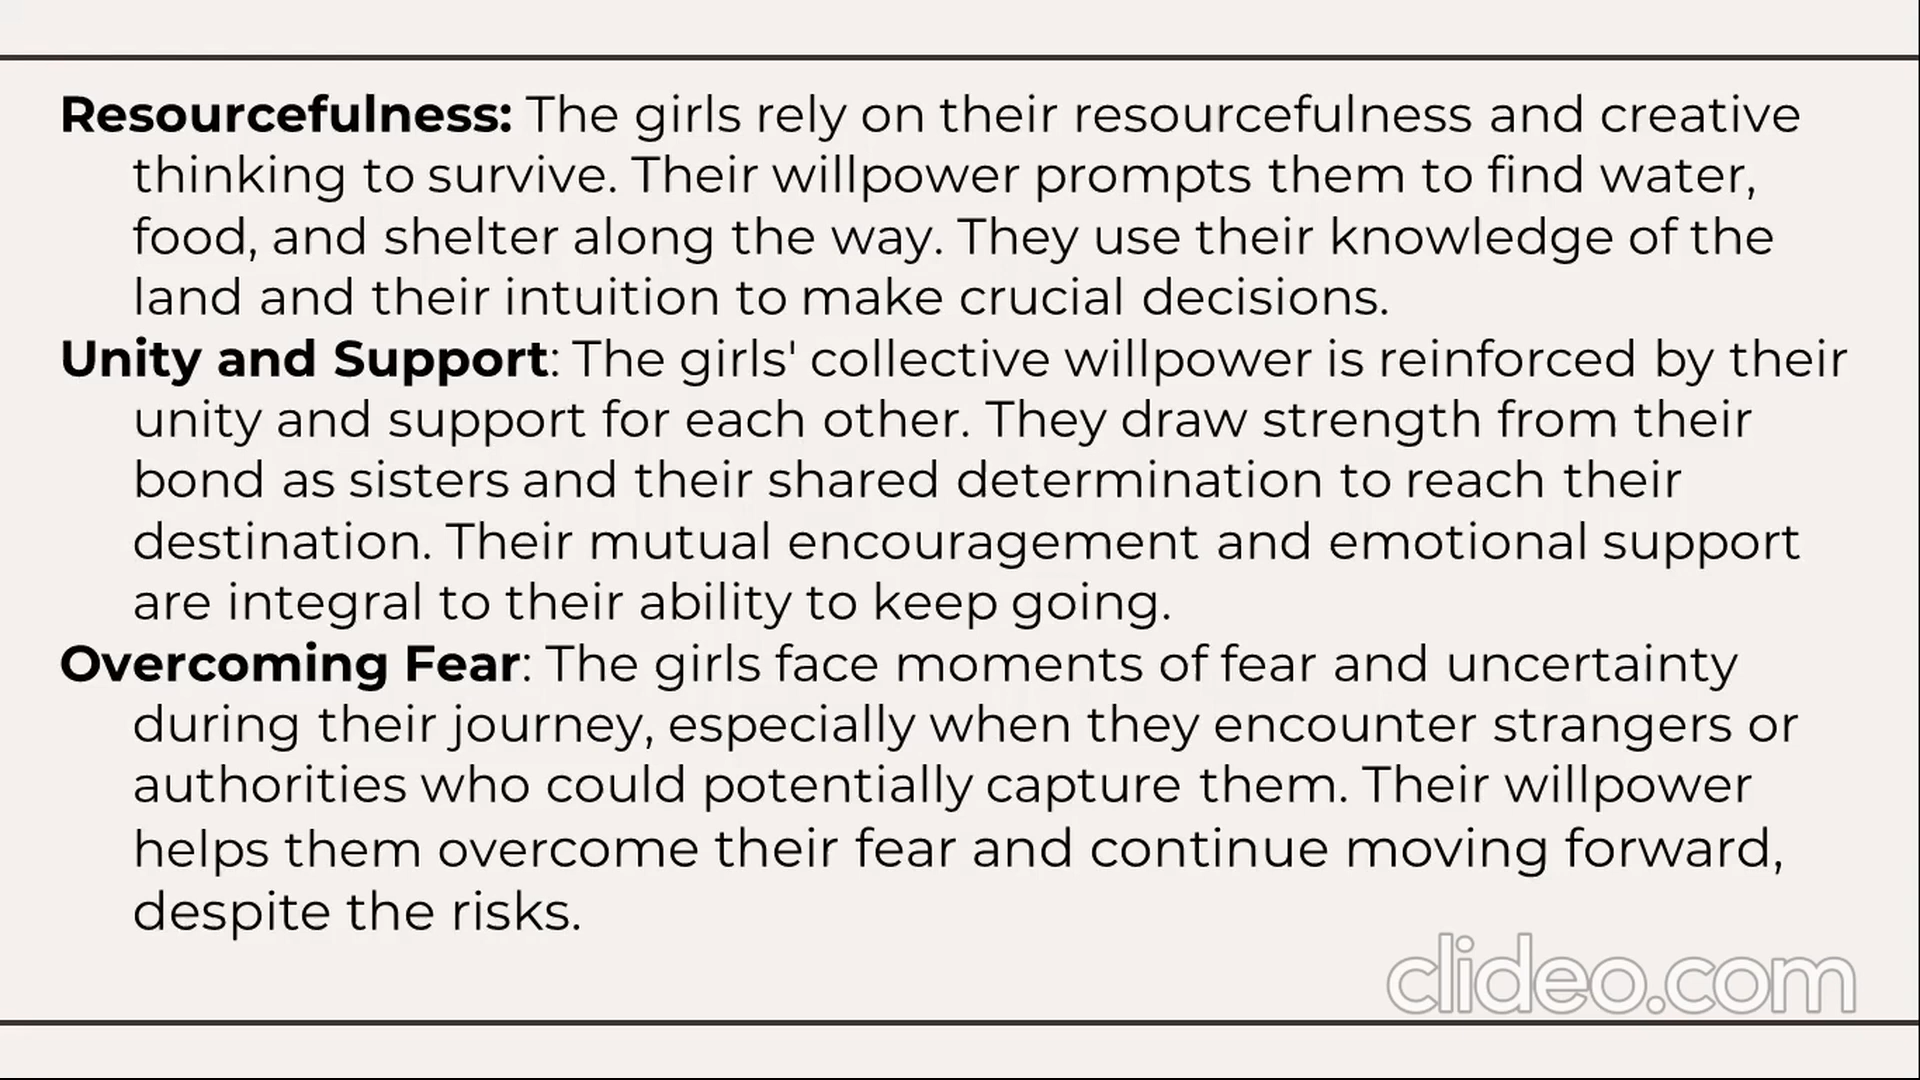 Resourcefulness: The girls rely on their resourcefulness and creative
thinking to survive. Their willpower prompts them to find water,
food, and shelter along the way. They use their knowledge of the
land and their intuition to make crucial decisions.
Unity and Support: The girls' collective willpower is reinforced by their
unity and support for each other. They draw strength from their
bond as sisters and their shared determination to reach their
destination. Their mutual encouragement and emotional support
are integral to their ability to keep going.
Overcoming Fear: The girls face moments of fear and uncertainty
during their journey, especially when they encounter strangers or
authorities who could potentially capture them. Their willpower
helps them overcome their fear and continue moving forward,
despite the risks.
clideo.com